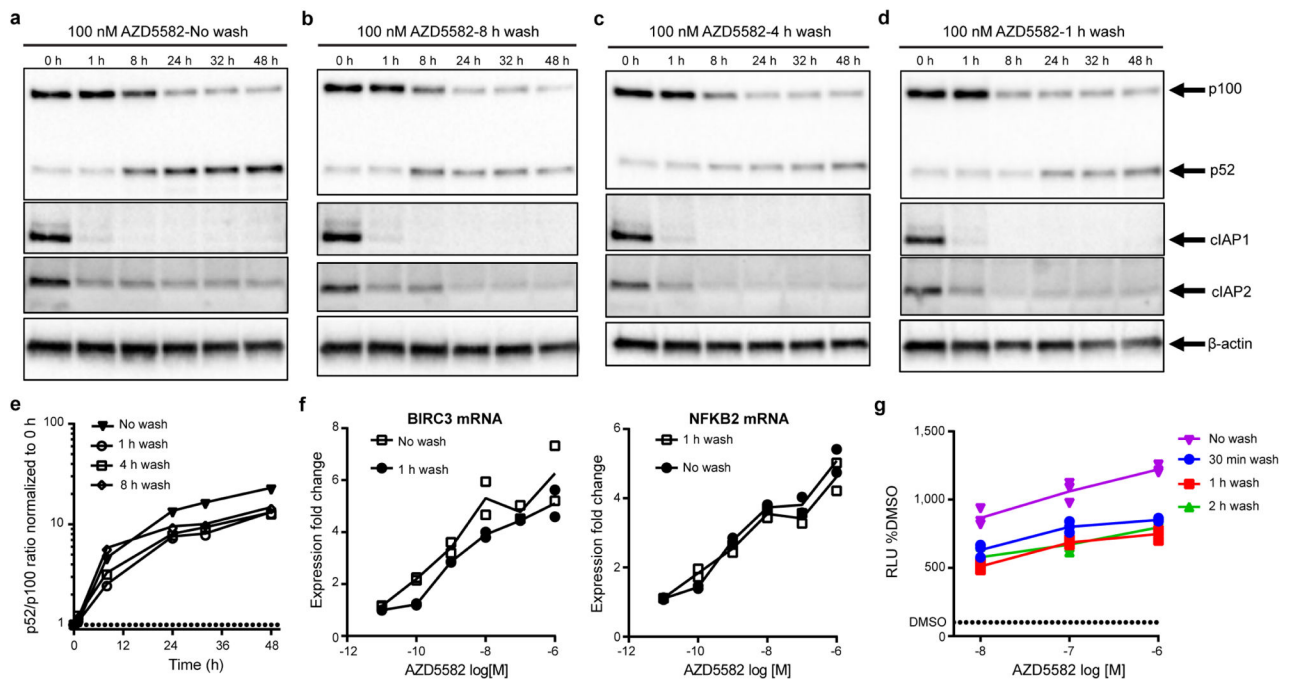 a
100 nM AZD5582-No wash
0 h 1 h 8 h 24 h 32 h 48 h
b
100 nM AZD5582-8 h wash
0 h 1 h 8 h 24 h 32 h 48 h
c
100 nM AZD5582-4 h wash
0 h 1 h 8 h 24 h 32 h 48 h
d
100 nM AZD5582-1 h wash
0 h 1 h 8 h 24 h 32 h 48 h
p100
p52
cIAP1
cIAP2
β-actin
e
p52/p100 ratio normalized to 0 h
100
10
1
No wash
1 h wash
4 h wash
8 h wash
0 12 24 36 48
Time (h)
f
BIRC3 mRNA
Expression fold change
8
6
4
2
0
No wash
1 h wash
-12 -10 -8 -6
AZD5582 log[M]
NFKB2 mRNA
Expression fold change
6
4
2
0
1 h wash
No wash
-12 -10 -8 -6
AZD5582 log[M]
g
RLU %DMSO
1,500
1,000
500
DMSO
0
No wash
30 min wash
1 h wash
2 h wash
-8 -7 -6
AZD5582 log [M]